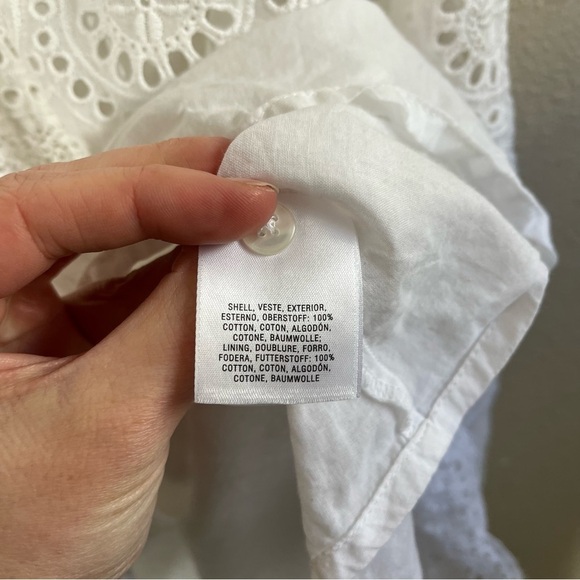 SHELL, VESTE, EXTERIOR,
ESTERNO, OBERSTOFF: 100%
COTTON, COTON, ALGODÓN,
COTONE, BAUMWOLLE;
LINING, DOUBLURE, FORRO,
FODERA, FUTTERSTOFF: 100%
COTTON, COTON, ALGODÓN,
COTONE, BAUMWOLLE